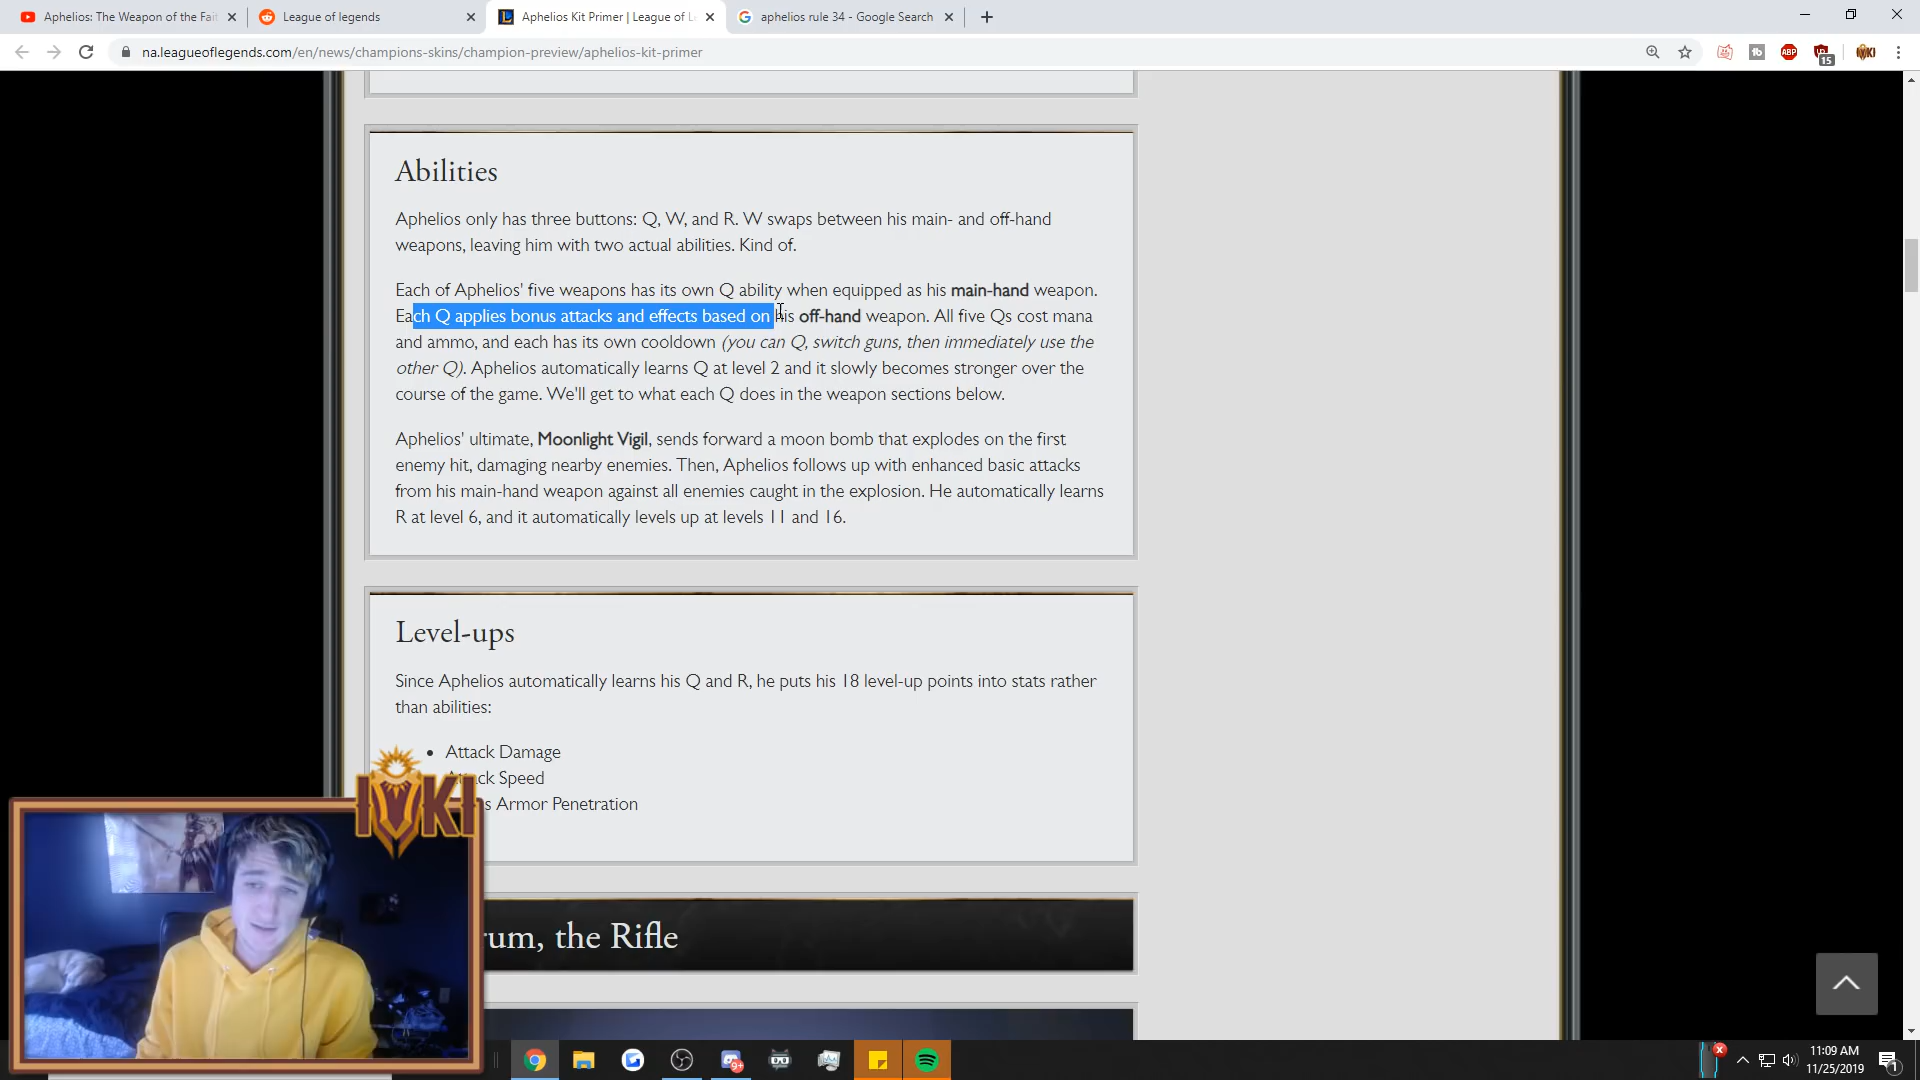 Aphelios: The Weapon of the Fait
League of legends
Aphelios Kit Primer | League of L
aphelios rule 34 - Google Search
na.leagueoflegends.com/en/news/champions-skins/champion-preview/aphelios-kit-primer
ABP
15
Abilities
Aphelios only has three buttons: Q, W, and R. W swaps between his main- and off-hand
weapons, leaving him with two actual abilities. Kind of.
Each of Aphelios' five weapons has its own Q ability when equipped as his main-hand weapon.
Each Q applies bonus attacks and effects based on his off-hand weapon. All five Qs cost mana
and ammo, and each has its own cooldown (you can Q, switch guns, then immediately use the
other Q). Aphelios automatically learns Q at level 2 and it slowly becomes stronger over the
course of the game. We'll get to what each Q does in the weapon sections below.
Aphelios' ultimate, Moonlight Vigil, sends forward a moon bomb that explodes on the first
enemy hit, damaging nearby enemies. Then, Aphelios follows up with enhanced basic attacks
from his main-hand weapon against all enemies caught in the explosion. He automatically learns
R at level 6, and it automatically levels up at levels 11 and 16.
Level-ups
Since Aphelios automatically learns his Q and R, he puts his 18 level-up points into stats rather
than abilities:
• Attack Damage
Attack Speed
s Armor Penetration
IWKI
rum, the Rifle
11:09 AM
11/25/2019
1